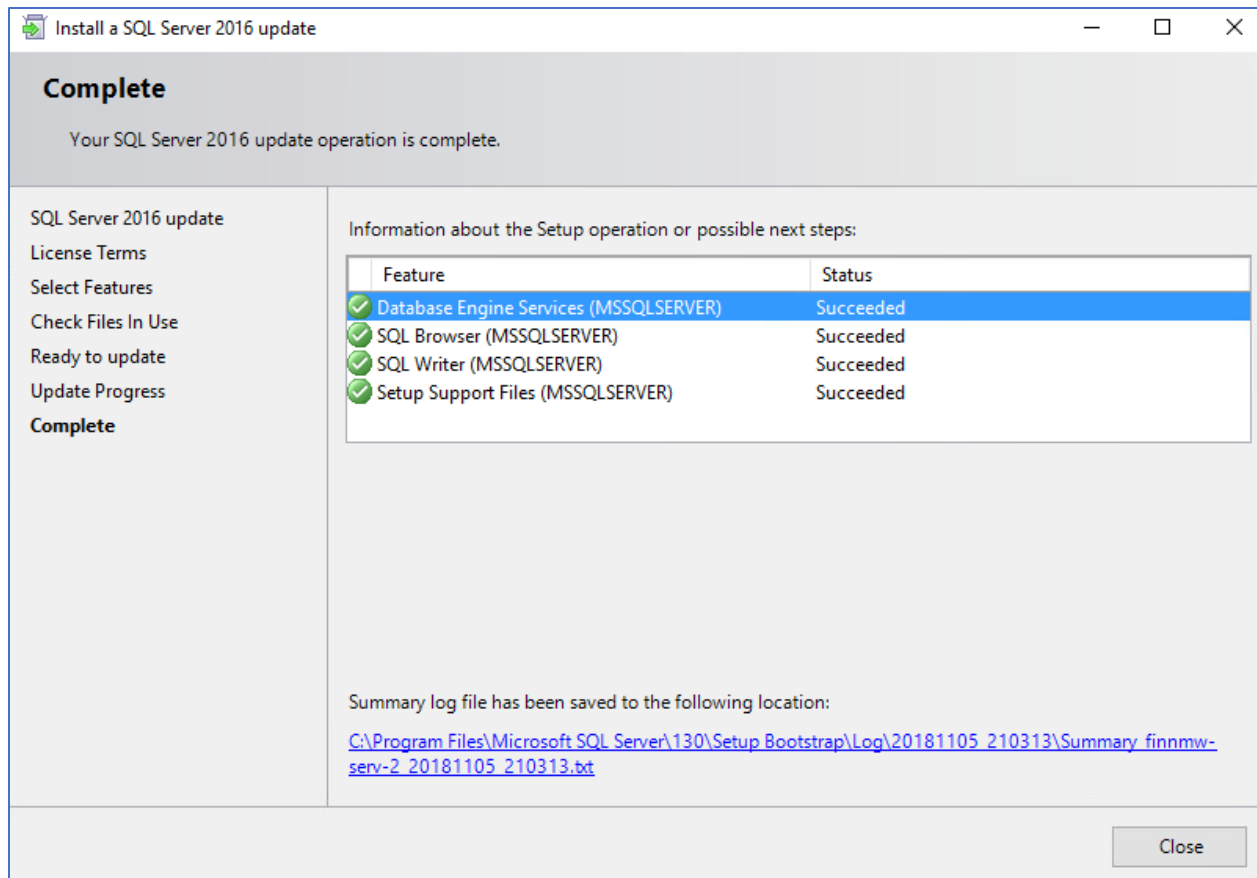 Install a SQL Server 2016 update
Complete
Your SQL Server 2016 update operation is complete.
SQL Server 2016 update
License Terms
Select Features
Check Files In Use
Ready to update
Update Progress
Complete
Information about the Setup operation or possible next steps:
Feature Status
Database Engine Services (MSSQLSERVER) Succeeded
SQL Browser (MSSQLSERVER) Succeeded
SQL Writer (MSSQLSERVER) Succeeded
Setup Support Files (MSSQLSERVER) Succeeded
Summary log file has been saved to the following location:
C:\Program Files\Microsoft SQL Server\130\Setup Bootstrap\Log\20181105_210313\Summary_finnmw-
serv-2_20181105_210313.txt
Close